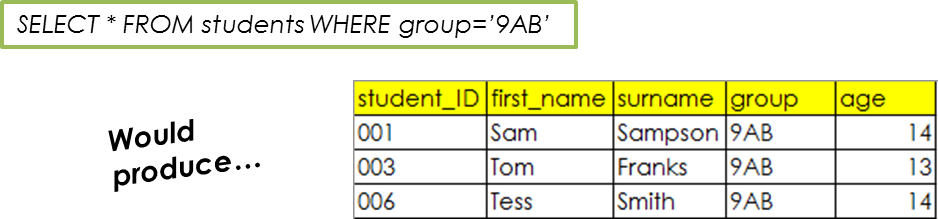 SELECT * FROM students WHERE group=’9AB’
Would
produce…
student_ID first_name surname group age
001 Sam Sampson 9AB 14
003 Tom Franks 9AB 13
006 Tess Smith 9AB 14